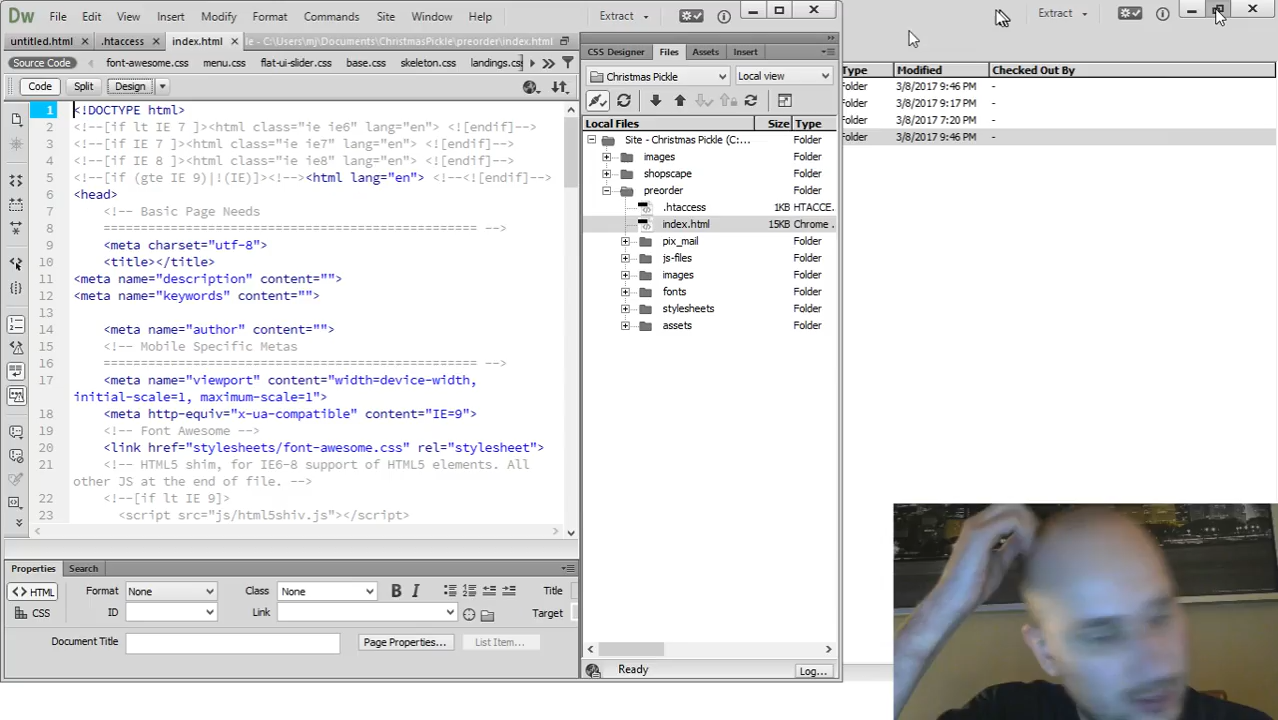 Dw File Edit View Insert Modify Format Commands Site Window Help Extract
Extract
untitled.html × .htaccess × index.html × le - C:\Users\mj\Documents\ChristmasPickle\preorder\index.html
Source Code font-awesome.css menu.css flat-ui-slider.css base.css skeleton.css landings.css
Code Split Design
1 <!DOCTYPE html>
2 <!--[if lt IE 7 ]><html class="ie ie6" lang="en"> <![endif]-->
3 <!--[if IE 7 ]><html class="ie ie7" lang="en"> <![endif]-->
4 <!--[if IE 8 ]><html class="ie ie8" lang="en"> <![endif]-->
5 <!--[if (gte IE 9)|!(IE)]><!--><html lang="en"> <!--<![endif]-->
6 <head>
7 <!-- Basic Page Needs
8 ================================================== -->
9 <meta charset="utf-8">
10 <title></title>
11 <meta name="description" content="">
12 <meta name="keywords" content="">
13
14 <meta name="author" content="">
15 <!-- Mobile Specific Metas
16 ================================================== -->
17 <meta name="viewport" content="width=device-width,
initial-scale=1, maximum-scale=1">
18 <meta http-equiv="x-ua-compatible" content="IE=9">
19 <!-- Font Awesome -->
20 <link href="stylesheets/font-awesome.css" rel="stylesheet">
21 <!-- HTML5 shim, for IE6-8 support of HTML5 elements. All
other JS at the end of file. -->
22 <!--[if lt IE 9]>
23 <script src="js/html5shiv.js"></script>
Properties Search
<> HTML Format None Class None B I Title
CSS ID Link Target
Document Title Page Properties... List Item...
CSS Designer Files Assets Insert
Christmas Pickle Local view
Local Files Size Type
Site - Christmas Pickle (C:... Folder
images Folder
shopscape Folder
preorder Folder
.htaccess 1KB HTACCE.
index.html 15KB Chrome .
pix_mail Folder
js-files Folder
images Folder
fonts Folder
stylesheets Folder
assets Folder
Ready Log...
Type Modified Checked Out By
Folder 3/8/2017 9:46 PM -
Folder 3/8/2017 9:17 PM -
Folder 3/8/2017 7:20 PM -
Folder 3/8/2017 9:46 PM -